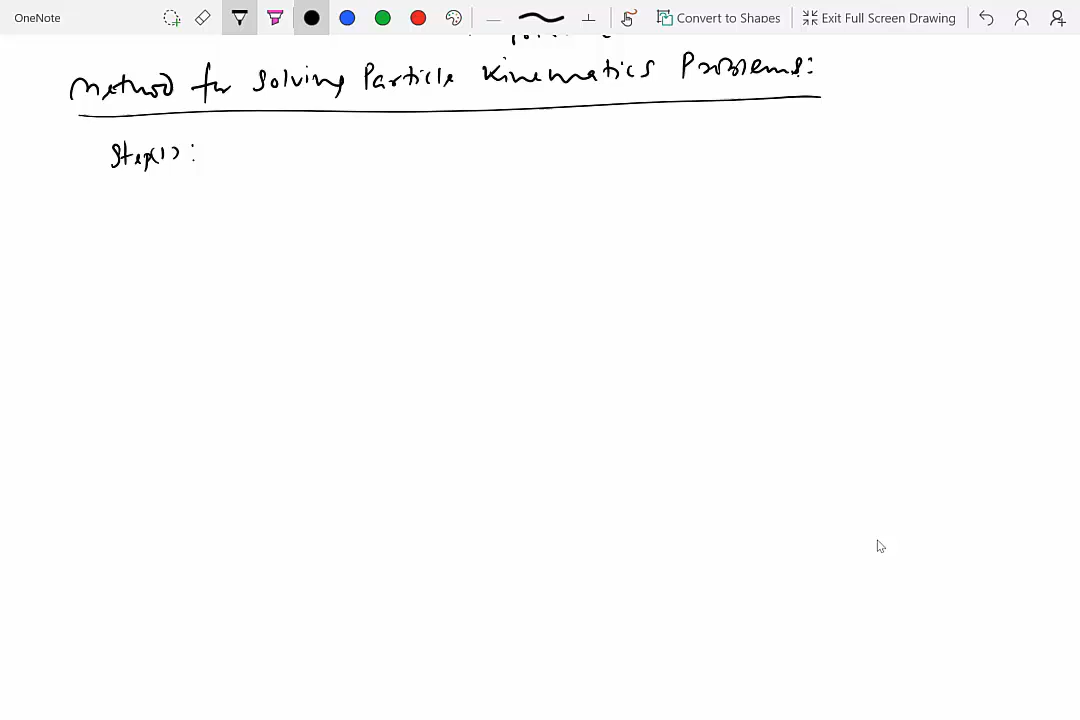 OneNote
Convert to Shapes
Exit Full Screen Drawing
Method for Solving Particle Kinematics Problems:
Step(1):